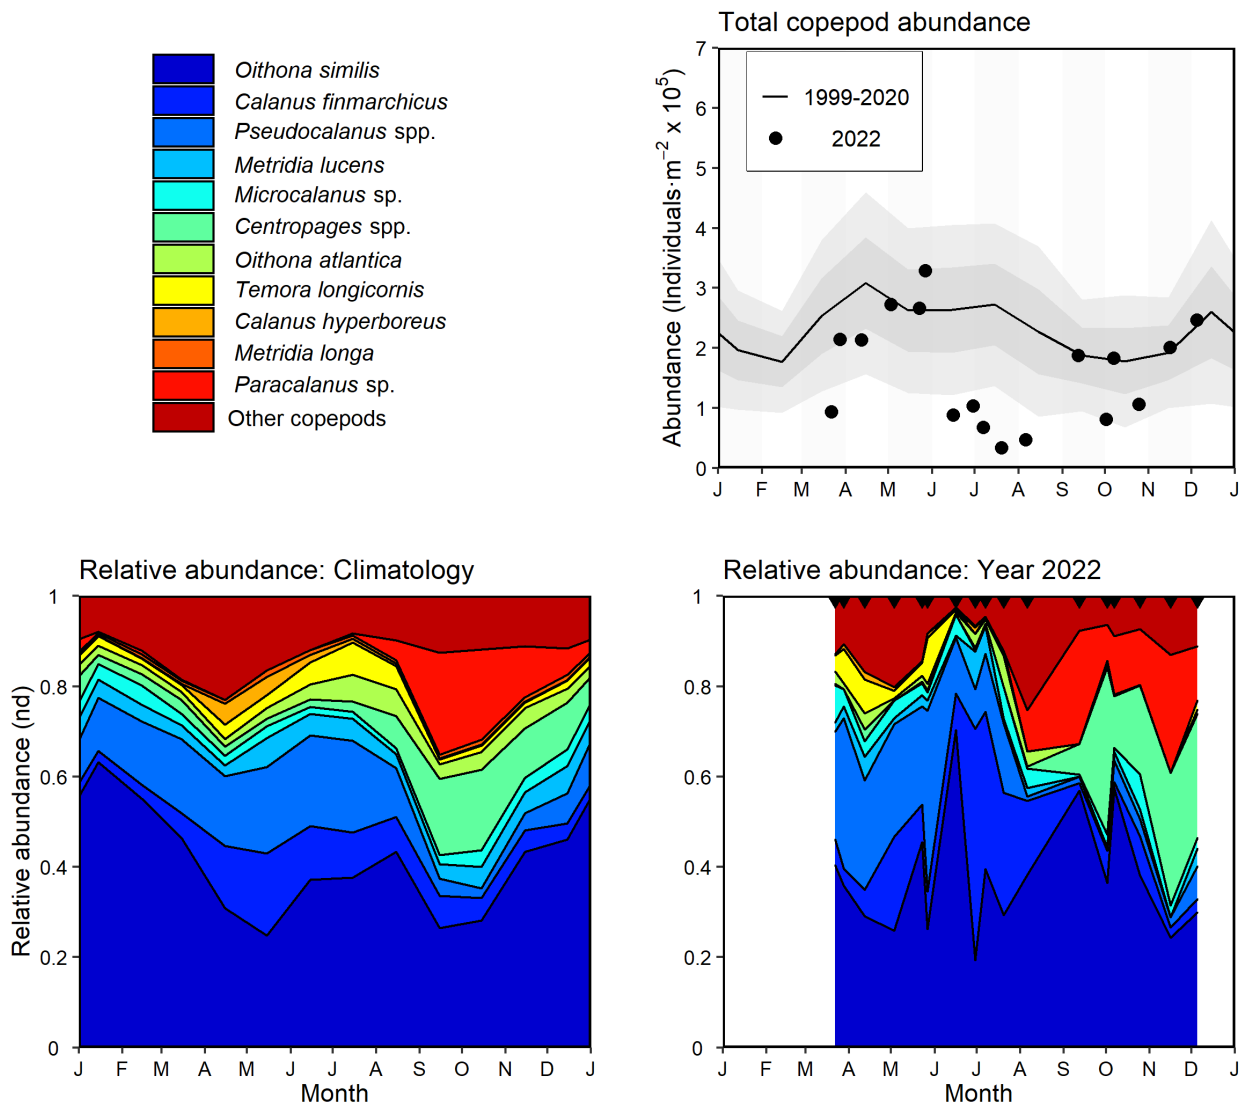 Oithona similis
Calanus finmarchicus
Pseudocalanus spp.
Metridia lucens
Microcalanus sp.
Centropages spp.
Oithona atlantica
Temora longicornis
Calanus hyperboreus
Metridia longa
Paracalanus sp.
Other copepods
Total copepod abundance
Abundance (Individuals·m⁻² x 10⁵)
7
6
5
4
3
2
1
0
1999-2020
2022
J F M A M J J A S O N D J
Relative abundance: Climatology
Relative abundance (nd)
1
0.8
0.6
0.4
0.2
0
J F M A M J J A S O N D J
Month
Relative abundance: Year 2022
1
0.8
0.6
0.4
0.2
0
J F M A M J J A S O N D J
Month